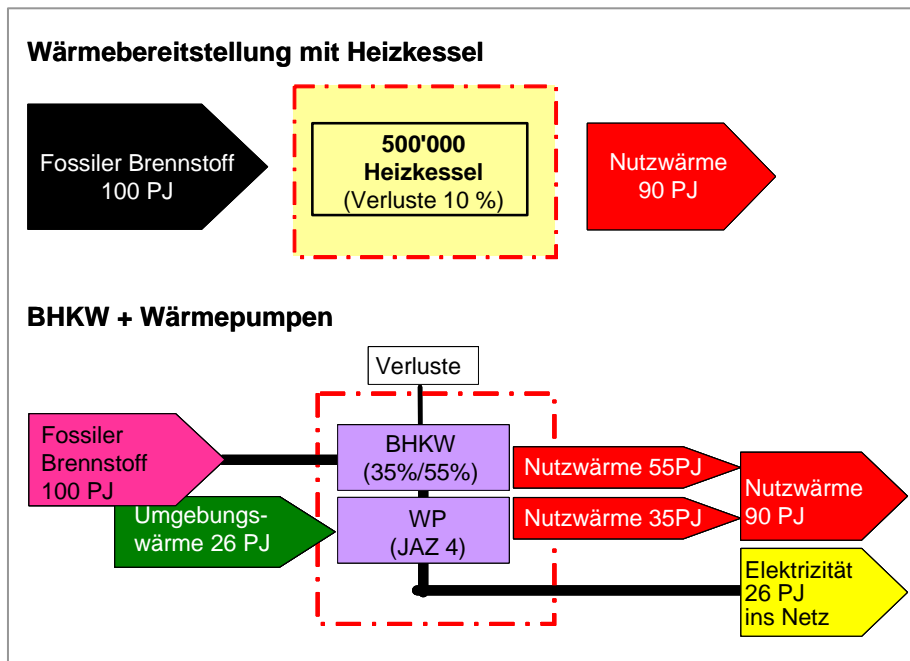 Wärmebereitstellung mit Heizkessel
Fossiler Brennstoff
100 PJ
500'000
Heizkessel
(Verluste 10 %)
Nutzwärme
90 PJ
BHKW + Wärmepumpen
Verluste
Fossiler
Brennstoff
100 PJ
BHKW
(35%/55%)
Nutzwärme 55PJ
Umgebungs-
wärme 26 PJ
WP
(JAZ 4)
Nutzwärme 35PJ
Nutzwärme
90 PJ
Elektrizität
26 PJ
ins Netz